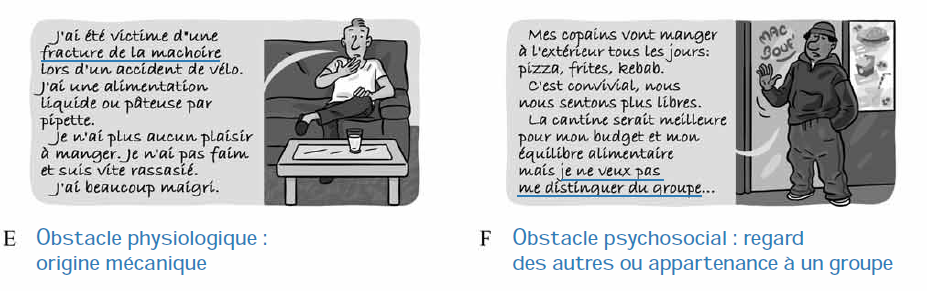 J'ai été victime d'une
fracture de la machoire
lors d'un accident de vélo.
J'ai une alimentation
liquide ou pâteuse par
pipette.
Je n'ai plus aucun plaisir
à manger. Je n'ai pas faim
et suis vite rassasié.
J'ai beaucoup maigri.
E Obstacle physiologique :
origine mécanique
Mes copains vont manger
à l'extérieur tous les jours:
pizza, frites, kebab.
C'est convivial, nous
nous sentons plus libres.
La cantine serait meilleure
pour mon budget et mon
équilibre alimentaire
mais je ne veux pas
me distinguer du groupe...
MAC
BOUF'
F Obstacle psychosocial : regard
des autres ou appartenance à un groupe